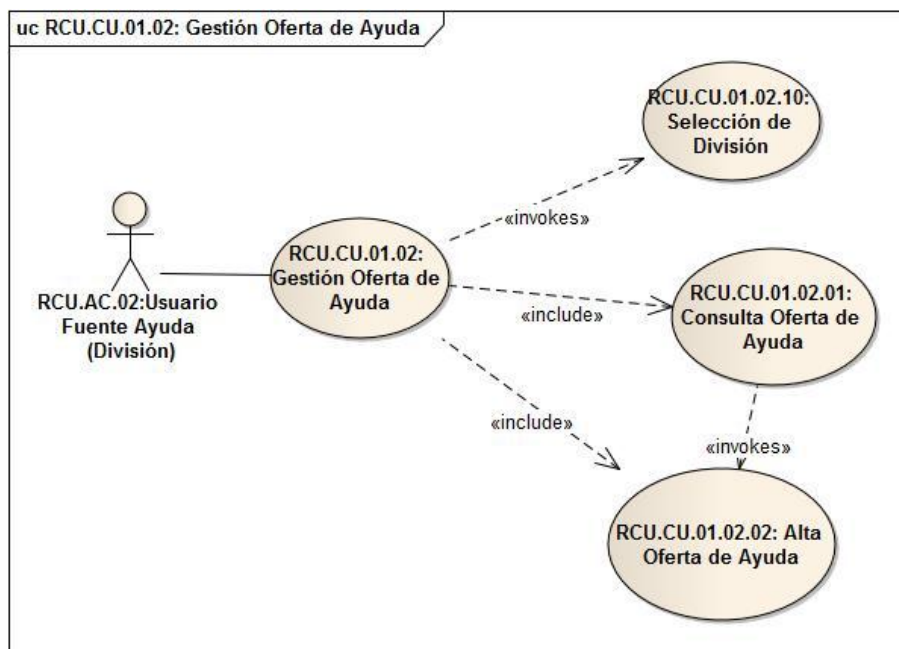 uc RCU.CU.01.02: Gestión Oferta de Ayuda
RCU.CU.01.02.10:
Selección de
División
«invokes»
RCU.CU.01.02:
Gestión Oferta de
Ayuda
RCU.AC.02:Usuario
Fuente Ayuda
(División)
RCU.CU.01.02.01:
Consulta Oferta de
Ayuda
«include»
«include»
«invokes»
RCU.CU.01.02.02: Alta
Oferta de Ayuda